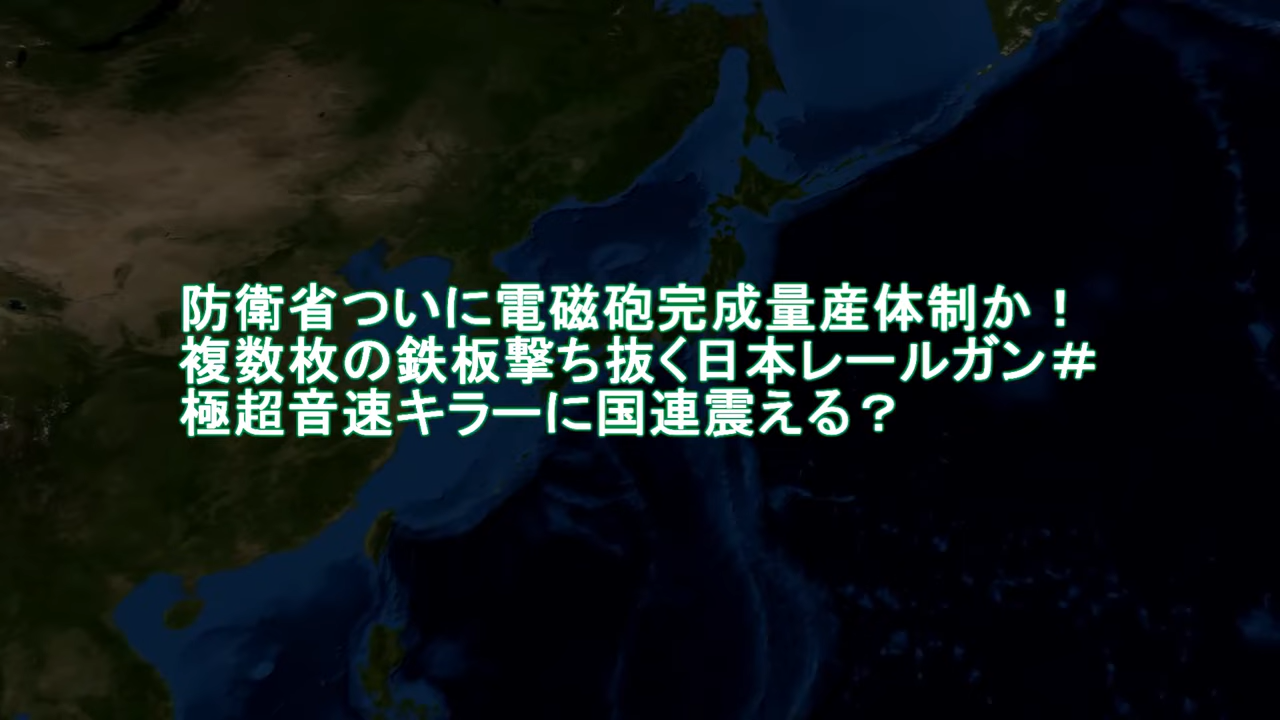 防衛省ついに電磁砲完成量産体制か！
複数枚の鉄板撃ち抜く日本レールガン＃
極超音速キラーに国連震える？